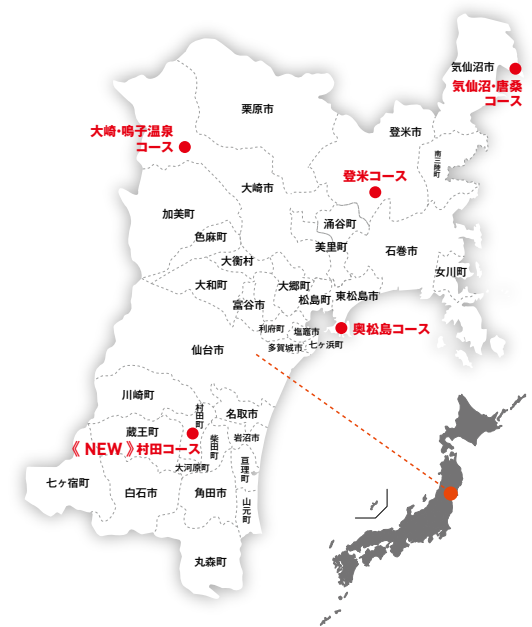 気仙沼市
気仙沼・唐桑
コース
栗原市
大崎・鳴子温泉
コース
登米市
南三陸町
登米コース
大崎市
加美町
涌谷町
色麻町
美里町
石巻市
大衡村
女川町
大和町
大郷町
富谷市
松島町
東松島市
利府町
塩竈市
奥松島コース
多賀城市
七ヶ浜町
仙台市
川崎町
村田町
名取市
蔵王町
柴田町
岩沼市
《 NEW 》村田コース
大河原町
亘理町
七ヶ宿町
白石市
角田市
山元町
丸森町